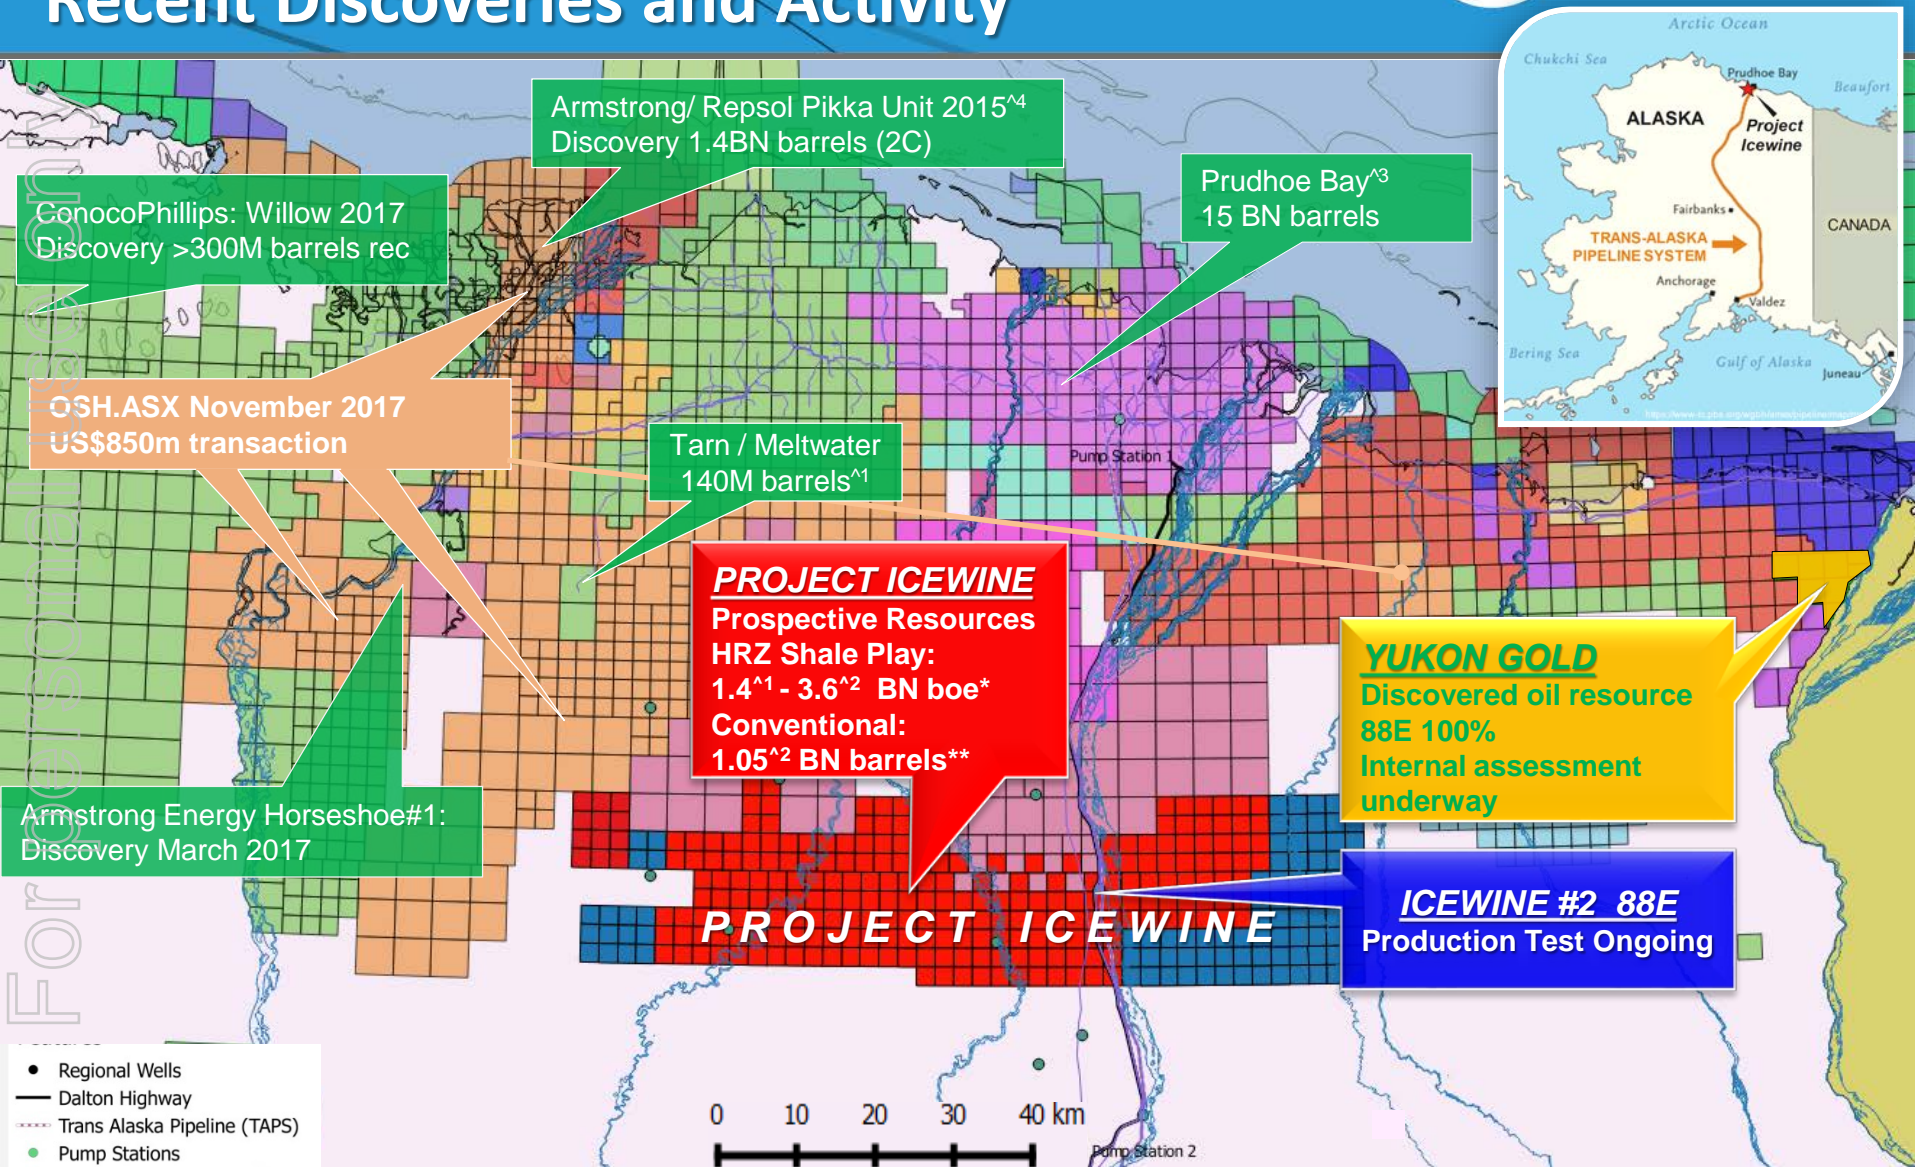 Recent Discoveries and Activity
Armstrong/ Repsol Pikka Unit 2015^4
Discovery 1.4BN barrels (2C)
ConocoPhillips: Willow 2017
Discovery >300M barrels rec
Prudhoe Bay^3
15 BN barrels
OSH.ASX November 2017
US$850m transaction
Tarn / Meltwater
140M barrels^1
Pump Station 1
PROJECT ICEWINE
Prospective Resources
HRZ Shale Play:
1.4^1 - 3.6^2 BN boe*
Conventional:
1.05^2 BN barrels**
YUKON GOLD
Discovered oil resource
88E 100%
Internal assessment
underway
Armstrong Energy Horseshoe#1:
Discovery March 2017
PROJECT ICEWINE
ICEWINE #2 88E
Production Test Ongoing
Regional Wells
Dalton Highway
Trans Alaska Pipeline (TAPS)
Pump Stations
0 10 20 30 40 km
Pump Station 2
For personal use only
Arctic Ocean
Chukchi Sea
Prudhoe Bay
Beaufort
ALASKA
Project
Icewine
Fairbanks
CANADA
TRANS-ALASKA
PIPELINE SYSTEM
Anchorage
Valdez
Bering Sea
Gulf of Alaska
Juneau